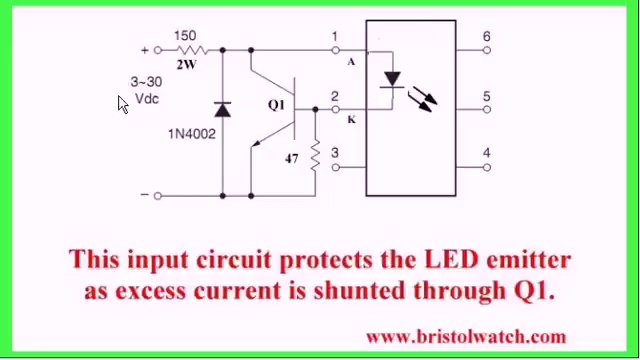 150
1
6
+
2W
A
3~30
Vdc
Q1
2
5
1N4002
K
47
3
4
−
This input circuit protects the LED emitter
as excess current is shunted through Q1.
www.bristolwatch.com